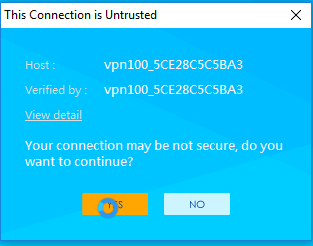 This Connection is Untrusted
Host : vpn100_5CE28C5C5BA3
Verified by : vpn100_5CE28C5C5BA3
View detail
Your connection may be not secure, do you
want to continue?
YES NO